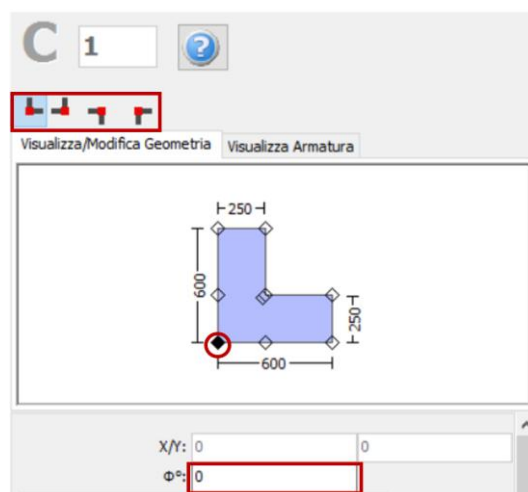 C 1 ?
Visualizza/Modifica Geometria Visualizza Armatura
250
600
250
600
X/Y: 0 0
Φ°: 0